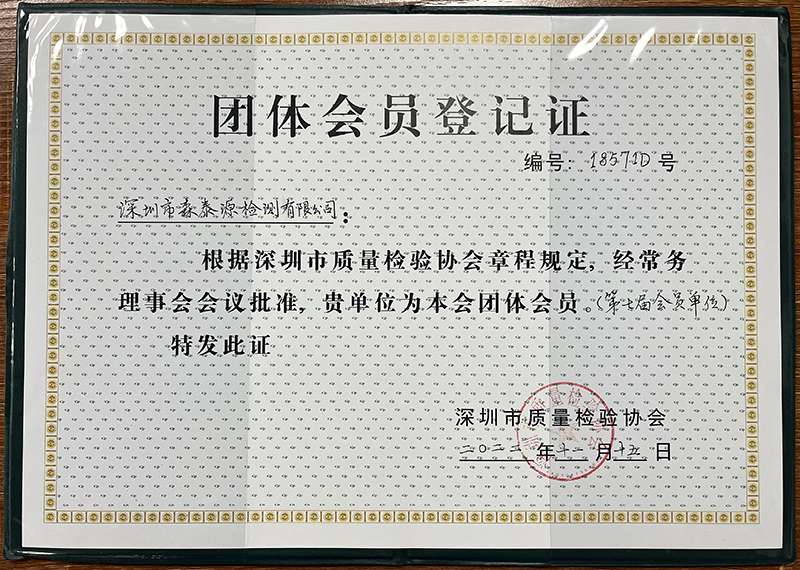 团体会员登记证
编号：18571D号
深圳市森泰源检测有限公司：
根据深圳市质量检验协会章程规定，经常务
理事会会议批准，贵单位为本会团体会员。（第七届会员单位）
特发此证
深圳市质量检验协会
二〇二二年十一月十五日